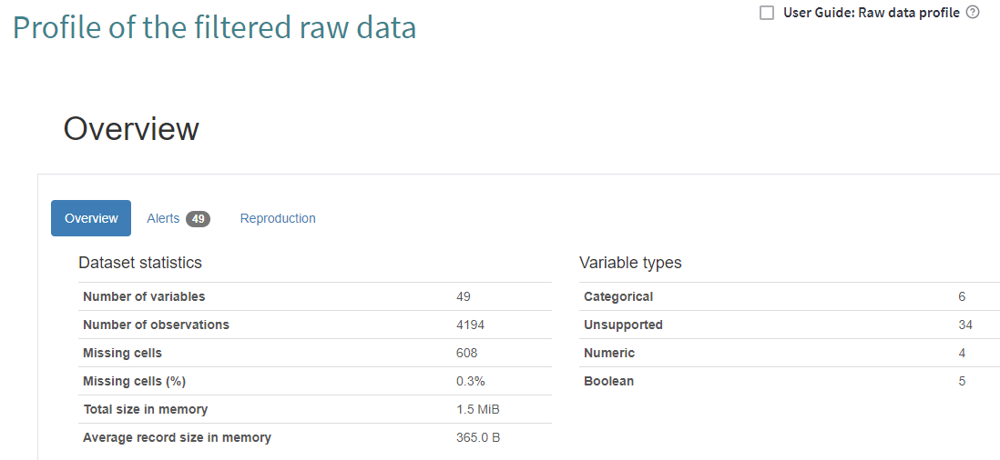 Profile of the filtered raw data
User Guide: Raw data profile ?
Overview
Overview Alerts 49 Reproduction
Dataset statistics
Number of variables 49
Number of observations 4194
Missing cells 608
Missing cells (%) 0.3%
Total size in memory 1.5 MiB
Average record size in memory 365.0 B
Variable types
Categorical 6
Unsupported 34
Numeric 4
Boolean 5